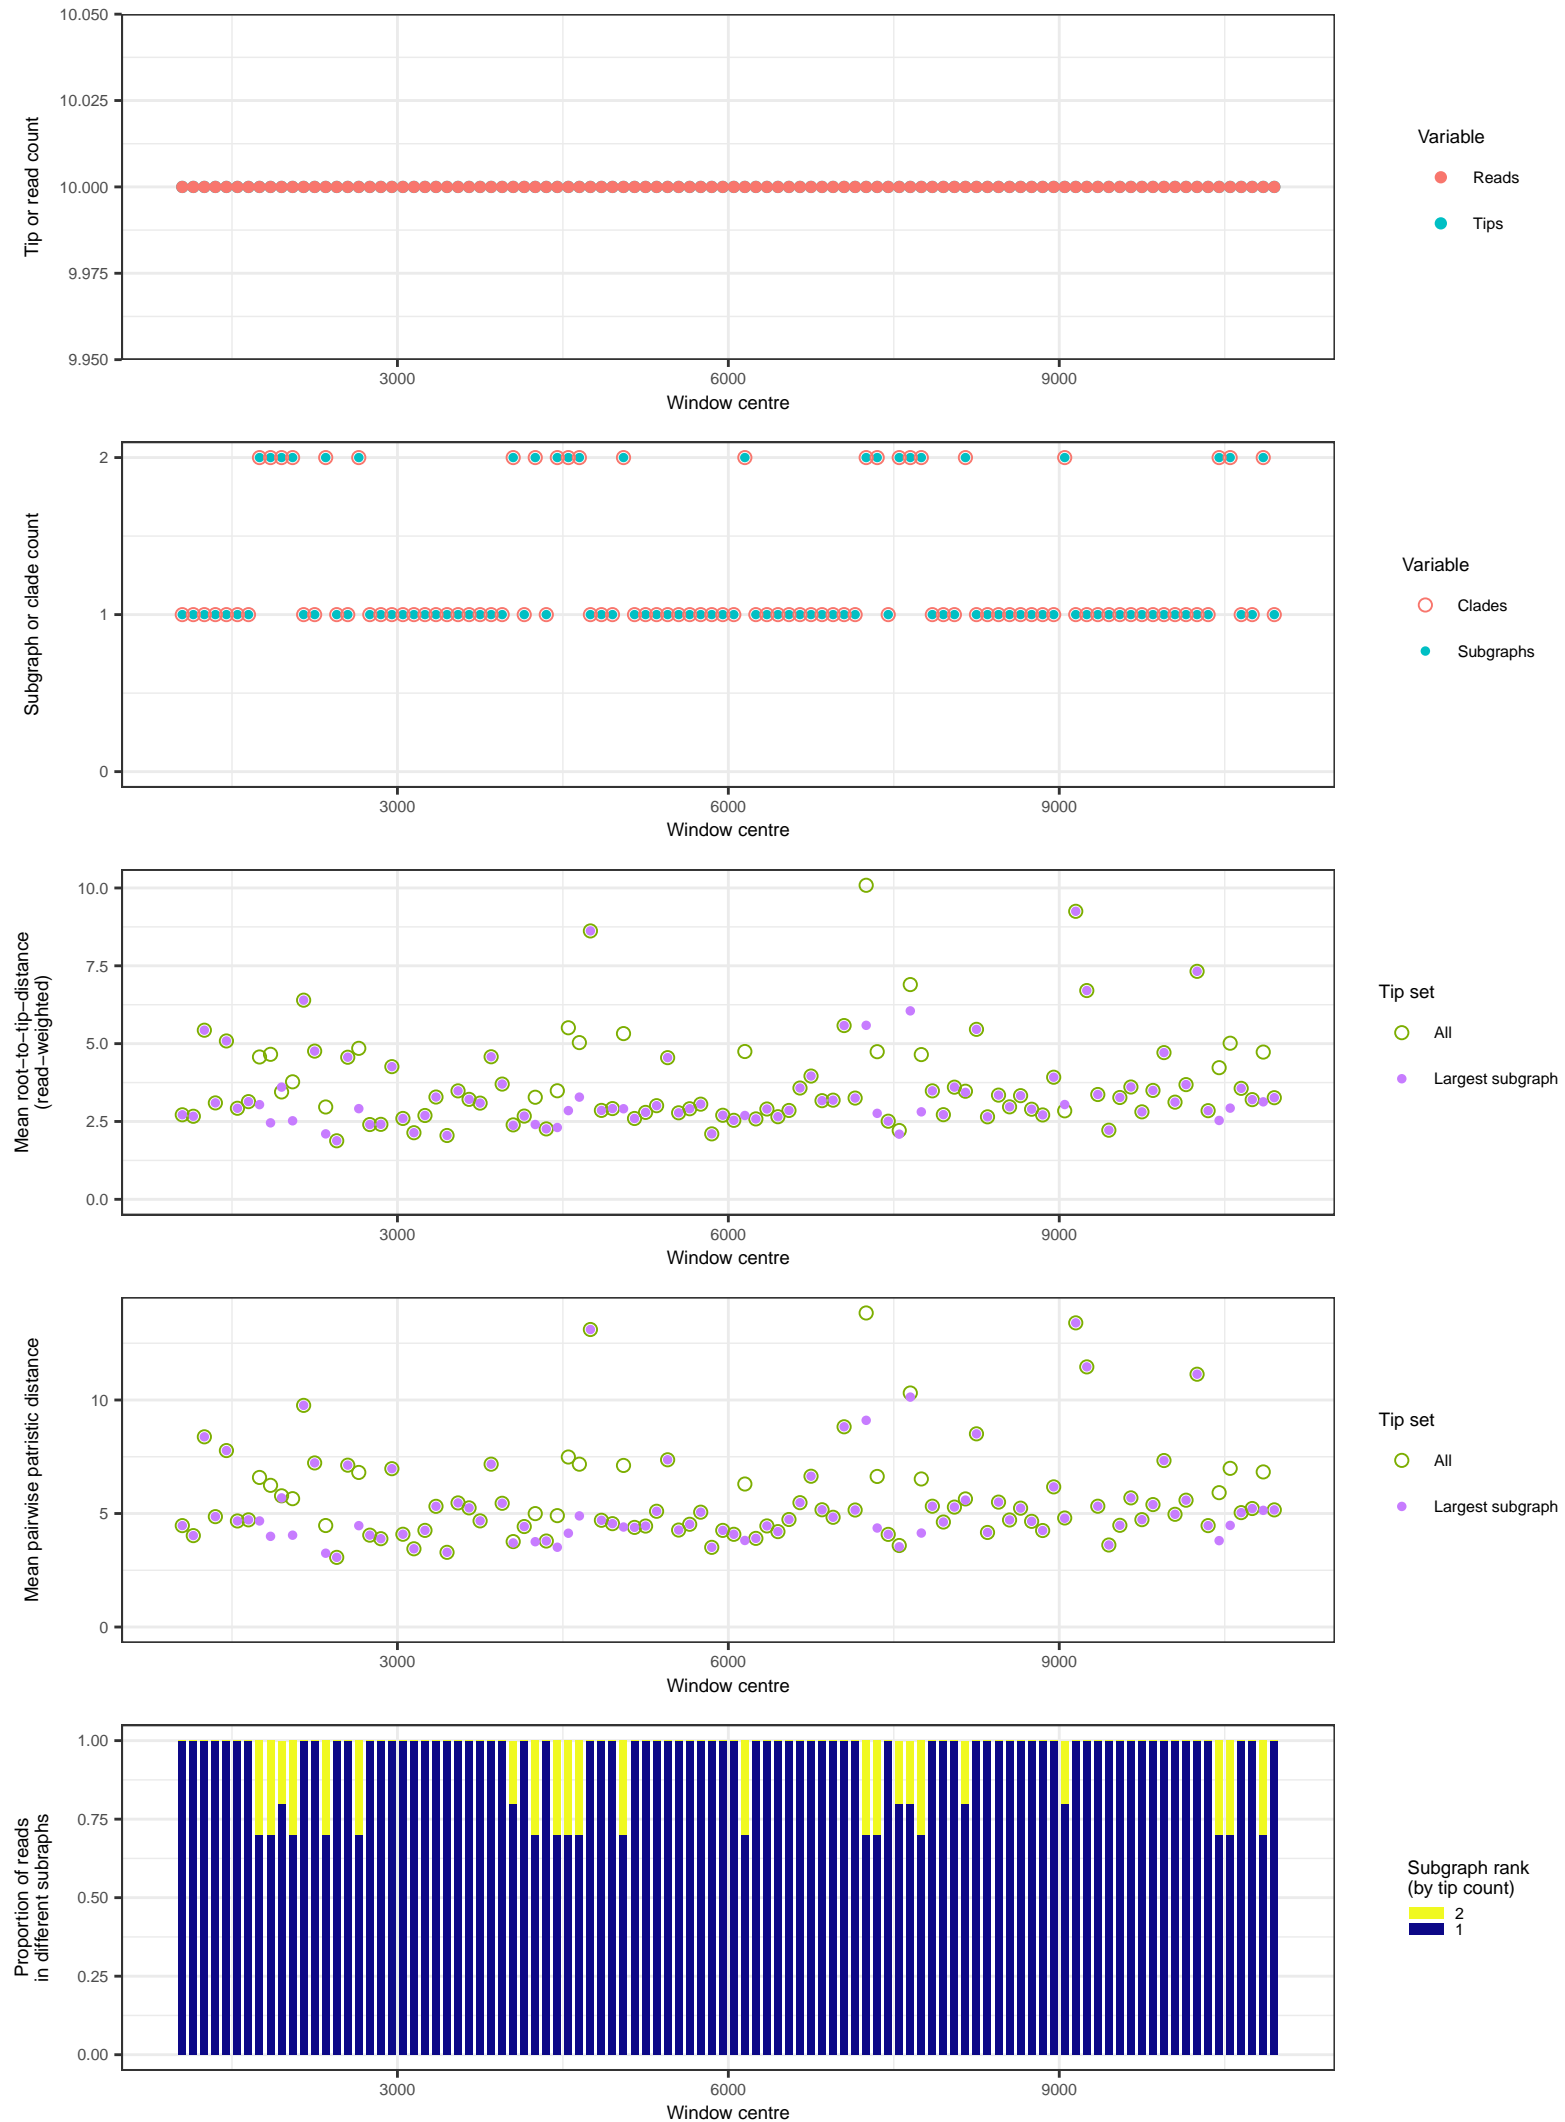 10.050
10.025
10.000
9.975
9.950
Tip or read count
3000
6000
9000
Window centre
Variable
Reads
Tips
2
1
0
Subgraph or clade count
3000
6000
9000
Window centre
Variable
Clades
Subgraphs
10.0
7.5
5.0
2.5
0.0
Mean root−to−tip−distance
(read−weighted)
3000
6000
9000
Window centre
Tip set
All
Largest subgraph
10
5
0
Mean pairwise patristic distance
3000
6000
9000
Window centre
Tip set
All
Largest subgraph
1.00
0.75
0.50
0.25
0.00
Proportion of reads
in different subraphs
3000
6000
9000
Window centre
Subgraph rank
(by tip count)
2
1